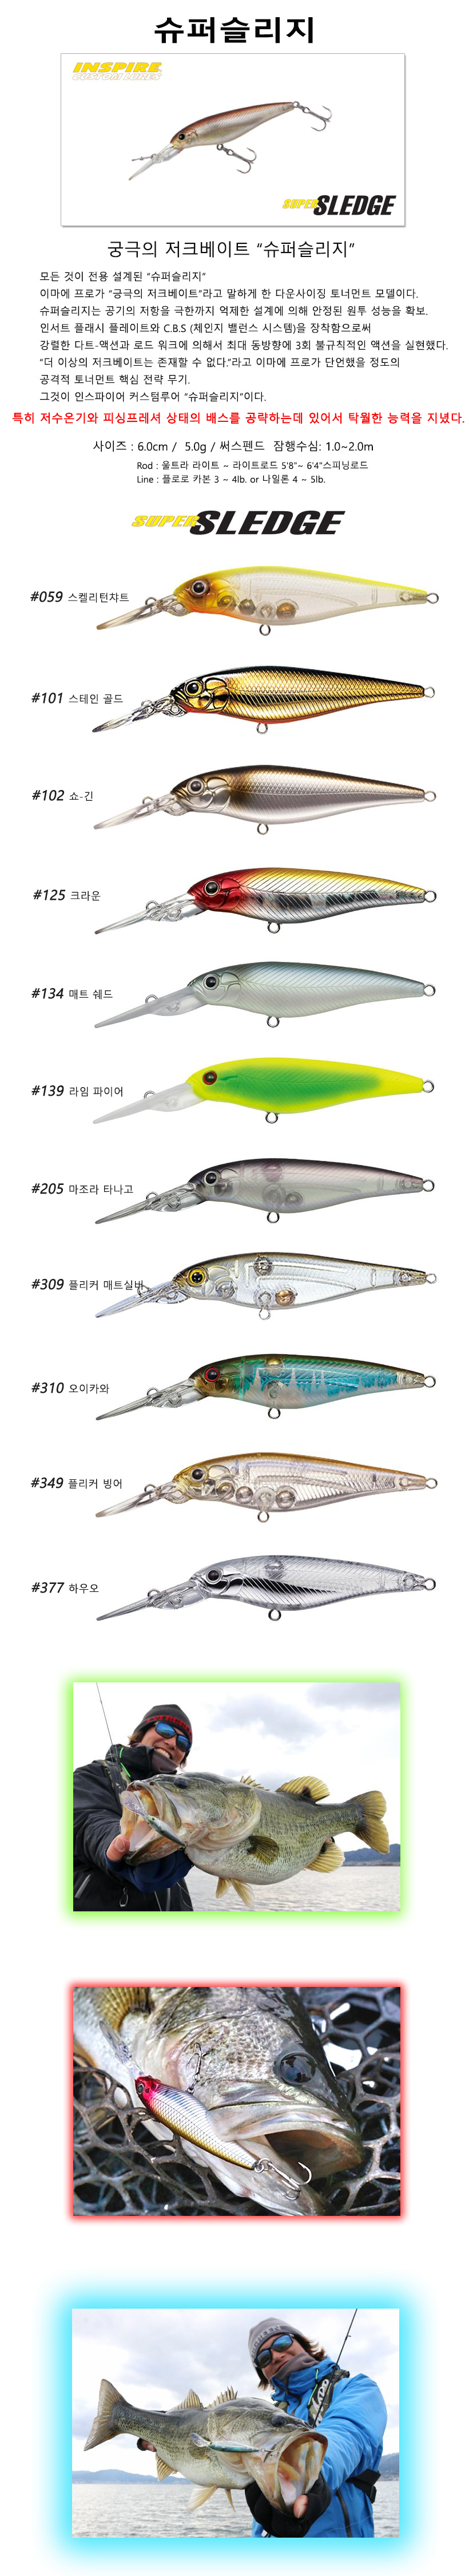 슈퍼슬리지
INSPIRE
CUSTOM LURES
SUPER SLEDGE
궁극의 저크베이트 “슈퍼슬리지”
모든 것이 전용 설계된 “슈퍼슬리지”
이마에 프로가 “궁극의 저크베이트”라고 말하게 한 다운사이징 토너먼트 모델이다.
슈퍼슬리지는 공기의 저항을 극한까지 억제한 설계에 의해 안정된 원투 성능을 확보.
인서트 플래시 플레이트와 C.B.S (체인지 밸런스 시스템)을 장착함으로써
강렬한 다트-액션과 로드 워크에 의해서 최대 동방향에 3회 불규칙적인 액션을 실현했다.
“더 이상의 저크베이트는 존재할 수 없다.”라고 이마에 프로가 단언했을 정도의
공격적 토너먼트 핵심 전략 무기.
그것이 인스파이어 커스텀루어 “슈퍼슬리지”이다.
특히 저수온기와 피싱프레셔 상태의 배스를 공략하는데 있어서 탁월한 능력을 지녔다.
사이즈 : 6.0cm / 5.0g / 써스펜드 잠행수심: 1.0~2.0m
Rod : 울트라 라이트 ~ 라이트로드 5'8"~ 6'4"스피닝로드
Line : 플로로 카본 3 ~ 4lb. or 나일론 4 ~ 5lb.
SUPER SLEDGE
#059 스켈리턴챠트
#101 스테인 골드
#102 쇼-긴
#125 크라운
#134 매트 쉐드
#139 라임 파이어
#205 마조라 타나고
#309 플리커 매트실버
#310 오이카와
#349 플리커 빙어
#377 하우오